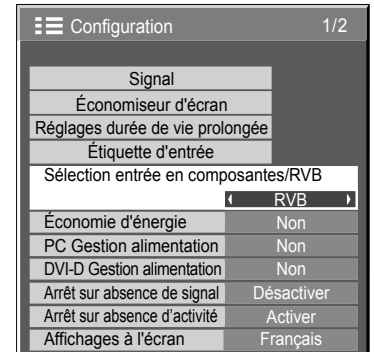 Configuration 1/2
Signal
Économiseur d'écran
Réglages durée de vie prolongée
Étiquette d'entrée
Sélection entrée en composantes/RVB
RVB
Économie d'énergie Non
PC Gestion alimentation Non
DVI-D Gestion alimentation Non
Arrêt sur absence de signal Désactiver
Arrêt sur absence d’activité Activer
Affichages à l'écran Français